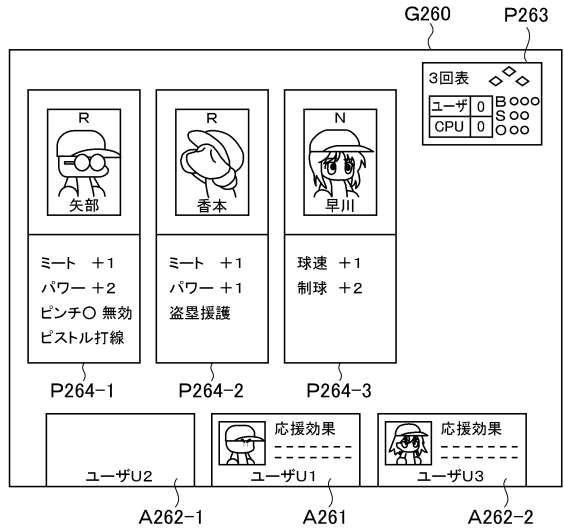 G260
P263
3回表
ユーザ 0
CPU 0
B
S
O
R
矢部
ミート +1
パワー +2
ピンチ〇 無効
ピストル打線
R
香本
ミート +1
パワー +1
盗塁援護
N
早川
球速 +1
制球 +2
P264-1
P264-2
P264-3
ユーザU2
応援効果
ユーザU1
応援効果
ユーザU3
A262-1
A261
A262-2